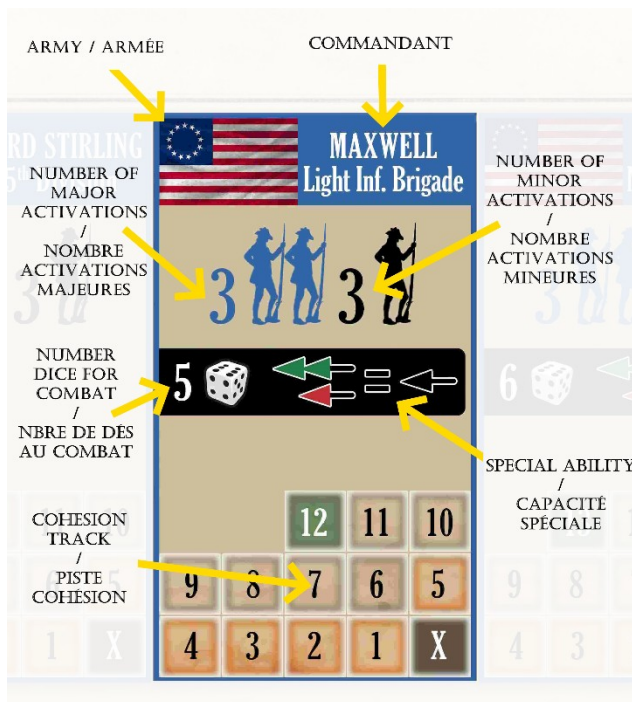 ARMY / ARMÉE
COMMANDANT
RD STIRLING
MAXWELL
Light Inf. Brigade
NUMBER OF
MAJOR
ACTIVATIONS
/
NOMBRE
ACTIVATIONS
MAJEURES
3
3
NUMBER OF
MINOR
ACTIVATIONS
/
NOMBRE
ACTIVATIONS
MINEURES
NUMBER
DICE FOR
COMBAT
/
NBRE DE DÉS
AU COMBAT
5
6
SPECIAL ABILITY
/
CAPACITÉ
SPÉCIALE
COHESION
TRACK
/
PISTE
COHÉSION
12 11 10
9 8 7 6 5
4 3 2 1 X
1 X
9 8
4 3